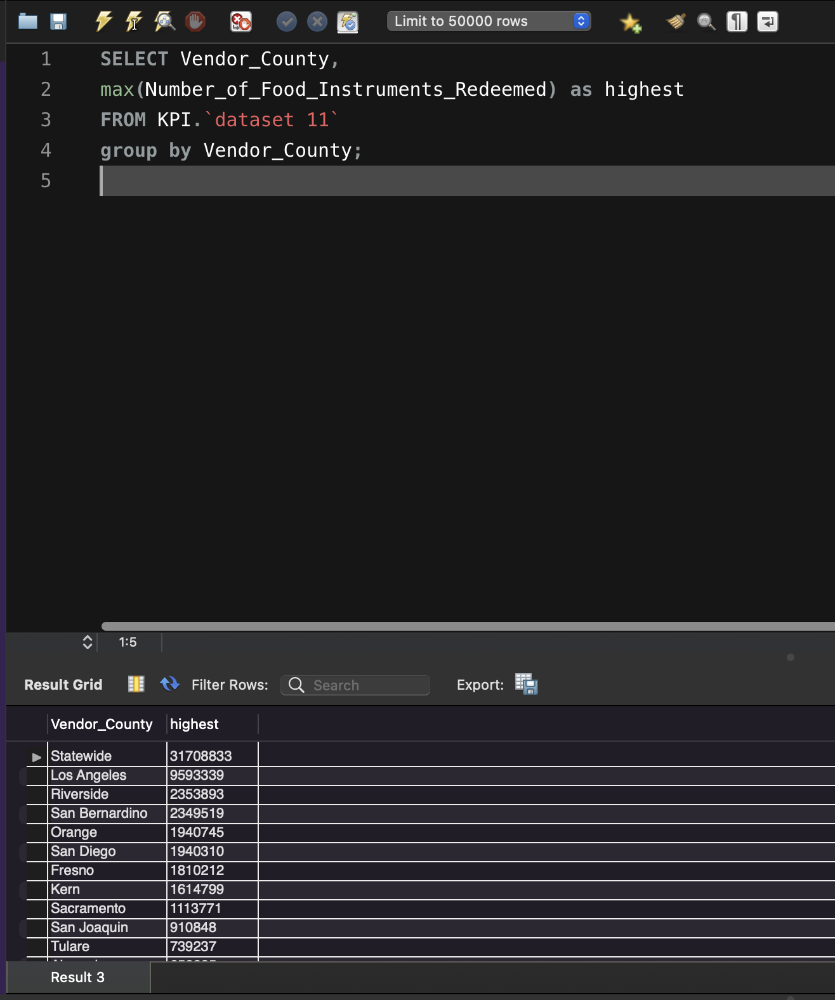 Limit to 50000 rows
1 SELECT Vendor_County,
2 max(Number_of_Food_Instruments_Redeemed) as highest
3 FROM KPI.`dataset 11`
4 group by Vendor_County;
5
1:5
Result Grid Filter Rows: Search Export:
Vendor_County highest
Statewide 31708833
Los Angeles 9593339
Riverside 2353893
San Bernardino 2349519
Orange 1940745
San Diego 1940310
Fresno 1810212
Kern 1614799
Sacramento 1113771
San Joaquin 910848
Tulare 739237
Result 3